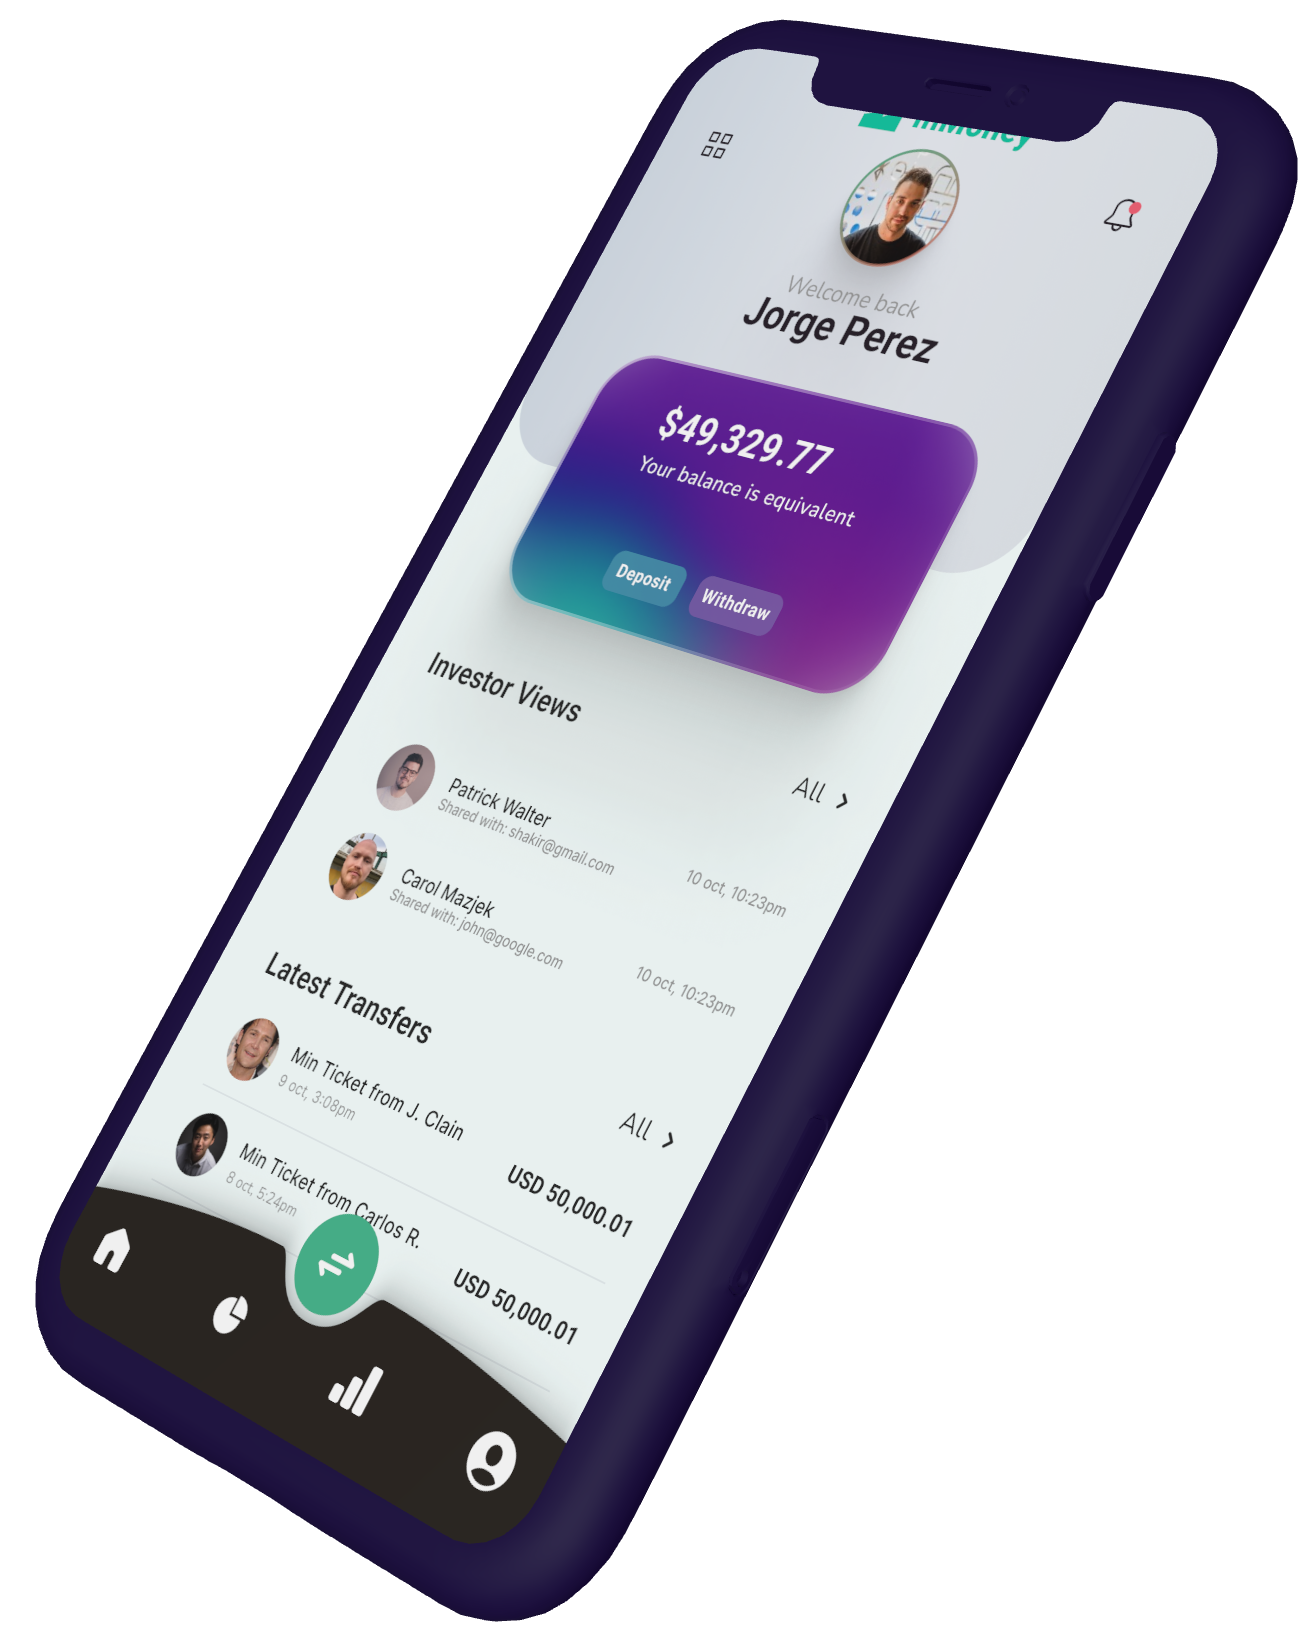 Welcome back
Jorge Perez
$49,329.77
Your balance is equivalent
Deposit
Withdraw
Investor Views
All
Patrick Walter
Shared with: shakir@gmail.com
10 oct, 10:23pm
Carol Mazjek
Shared with: john@google.com
10 oct, 10:23pm
Latest Transfers
All
Min Ticket from J. Clain
9 oct, 3:08pm
USD 50,000.01
Min Ticket from Carlos R.
8 oct, 5:24pm
USD 50,000.01